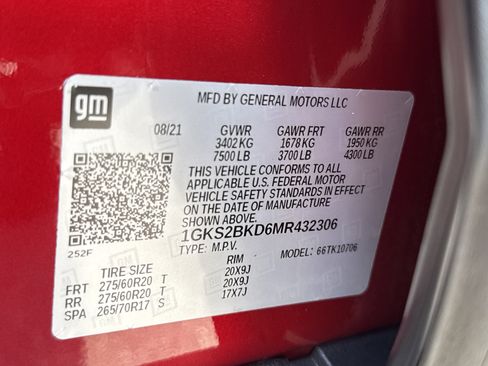 gm
MFD BY GENERAL MOTORS LLC
08/21 GVWR GAWR FRT GAWR RR
3402 KG 1678 KG 1950 KG
7500 LB 3700 LB 4300 LB
THIS VEHICLE CONFORMS TO ALL
APPLICABLE U.S. FEDERAL MOTOR
VEHICLE SAFETY STANDARDS IN EFFECT
ON THE DATE OF MANUFACTURE
SHOWN ABOVE.
1GKS2BKD6MR432306
252F
TYPE: M.P.V. MODEL: 66TK10706
TIRE SIZE RIM
FRT 275/60R20 T 20X9J
RR 275/60R20 T 20X9J
SPA 265/70R17 S 17X7J